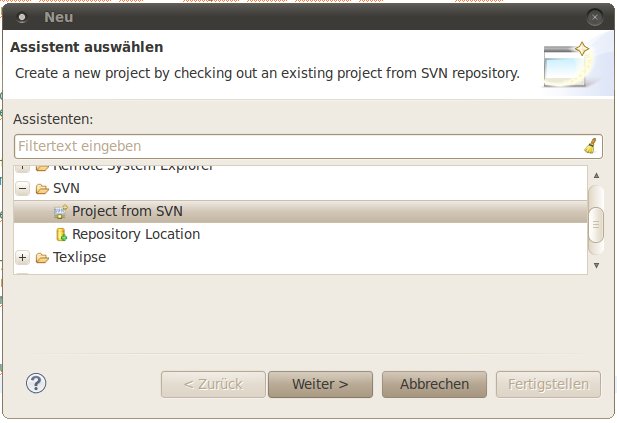 Neu
Assistent auswählen
Create a new project by checking out an existing project from SVN repository.
Assistenten:
Filtertext eingeben
Remote System Explorer
SVN
Project from SVN
Repository Location
Texlipse
< Zurück
Weiter >
Abbrechen
Fertigstellen